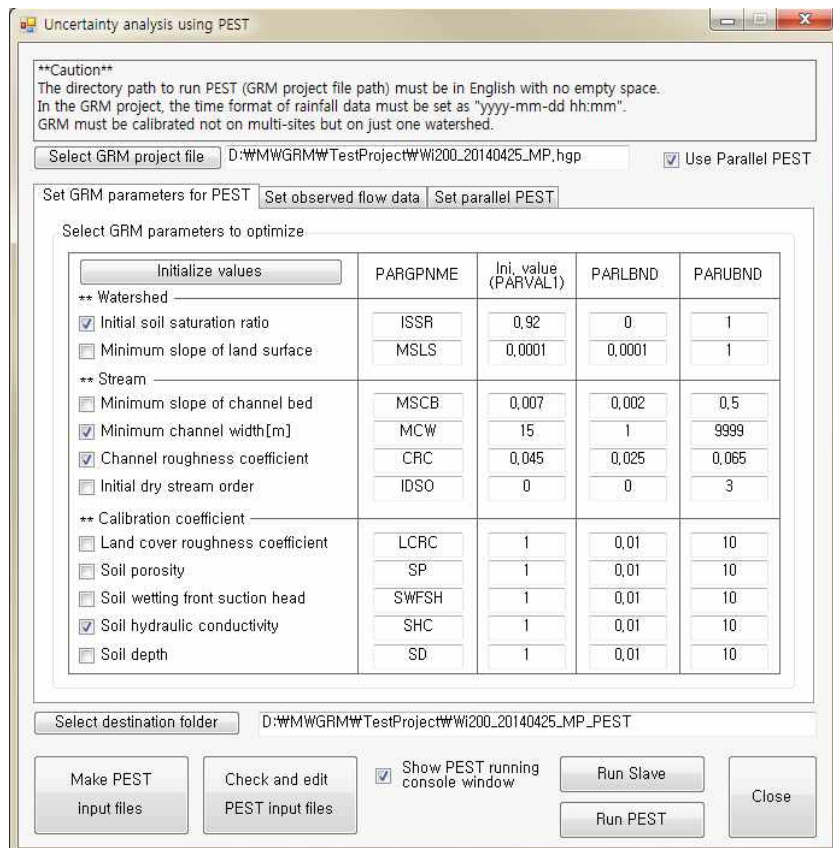 Uncertainty analysis using PEST
**Caution**
The directory path to run PEST (GRM project file path) must be in English with no empty space.
In the GRM project, the time format of rainfall data must be set as "yyyy-mm-dd hh:mm".
GRM must be calibrated not on multi-sites but on just one watershed.
Select GRM project file D:₩MWGRM₩TestProject₩Wi200_20140425_MP.hgp Use Parallel PEST
Set GRM parameters for PEST Set observed flow data Set parallel PEST
Select GRM parameters to optimize
Initialize values PARGPNME Ini. value (PARVAL1) PARLBND PARUBND
** Watershed
Initial soil saturation ratio ISSR 0.92 0 1
Minimum slope of land surface MSLS 0.0001 0.0001 1
** Stream
Minimum slope of channel bed MSCB 0.007 0.002 0.5
Minimum channel width[m] MCW 15 1 9999
Channel roughness coefficient CRC 0.045 0.025 0.065
Initial dry stream order IDSO 0 0 3
** Calibration coefficient
Land cover roughness coefficient LCRC 1 0.01 10
Soil porosity SP 1 0.01 10
Soil wetting front suction head SWFSH 1 0.01 10
Soil hydraulic conductivity SHC 1 0.01 10
Soil depth SD 1 0.01 10
Select destination folder D:₩MWGRM₩TestProject₩Wi200_20140425_MP_PEST
Make PEST
input files
Check and edit
PEST input files
Show PEST running
console window
Run Slave
Run PEST
Close